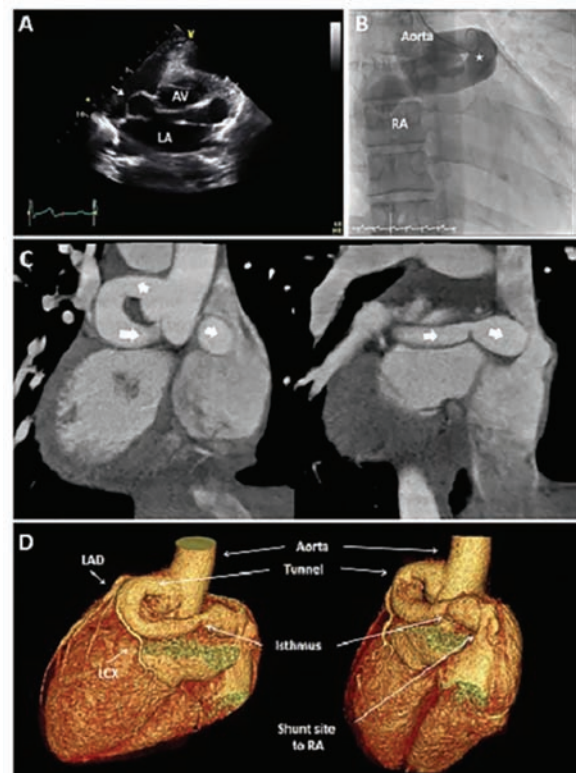 A
V
AV
LA
B
Aorta
RA
C
D
LAD
Aorta
Tunnel
Isthmus
LCX
Shunt site
to RA